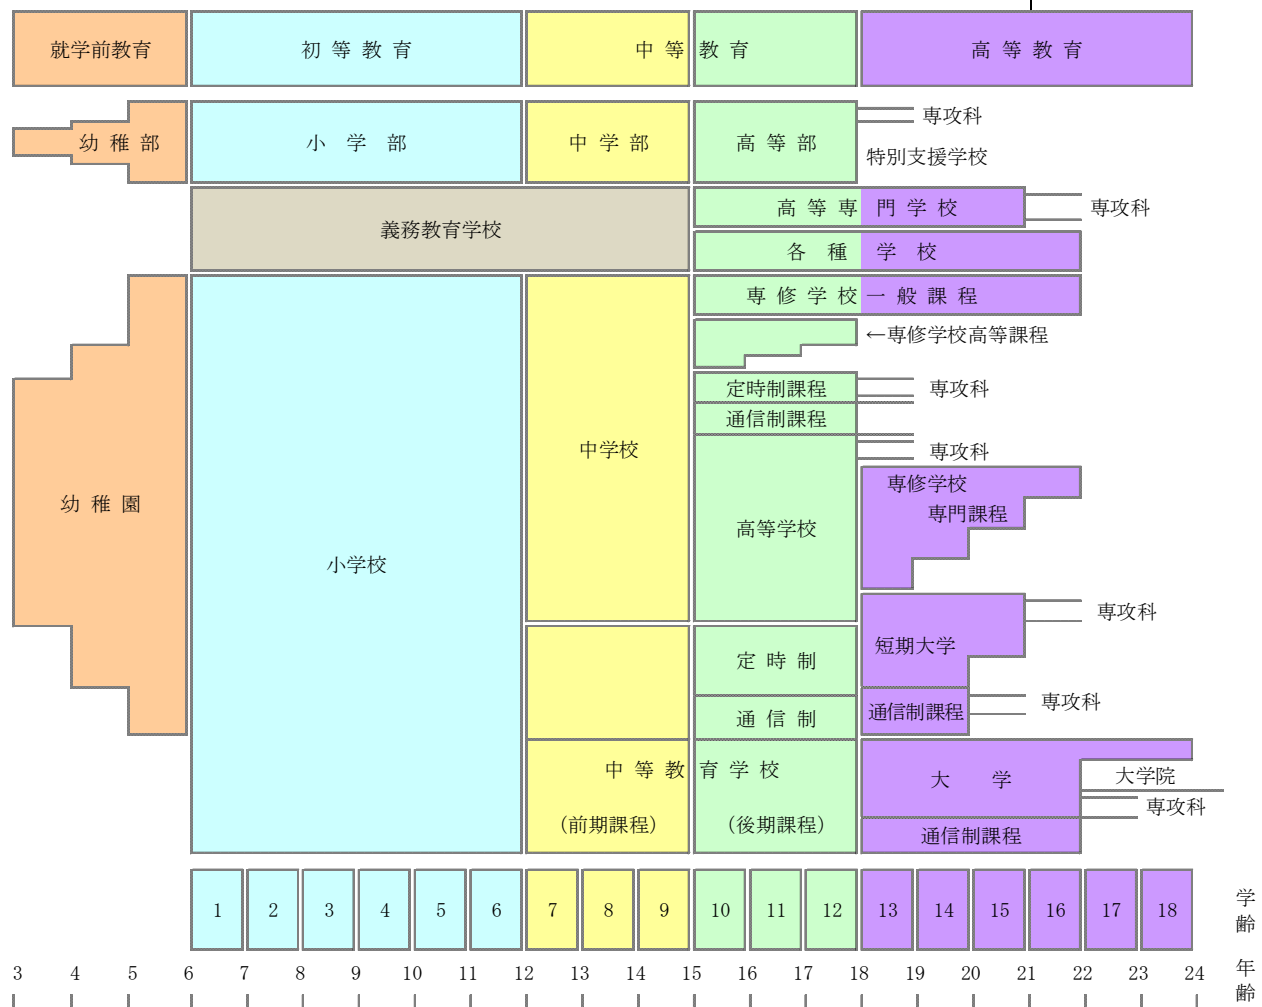 就学前教育
初等教育
中等教育
高等教育
幼稚部
小学部
中学部
高等部
専攻科
特別支援学校
義務教育学校
高等専門学校
専攻科
各種学校
専修学校一般課程
←専修学校高等課程
定時制課程
専攻科
通信制課程
専攻科
幼稚園
小学校
中学校
高等学校
専修学校
専門課程
短期大学
専攻科
通信制課程
専攻科
定時制
通信制
中等教育学校
(前期課程)
(後期課程)
大学
大学院
専攻科
通信制課程
1 2 3 4 5 6 7 8 9 10 11 12 13 14 15 16 17 18
学齢
3 4 5 6 7 8 9 10 11 12 13 14 15 16 17 18 19 20 21 22 23 24
年齢